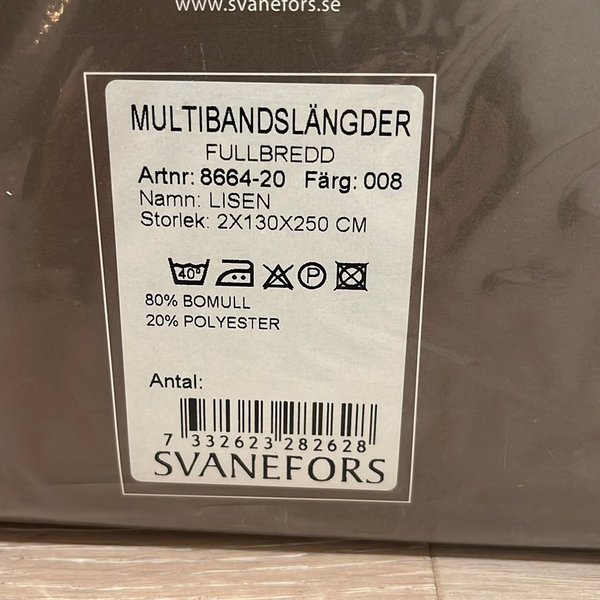 www.svanefors.se
MULTIBANDSLÄNGDER
FULLBREDD
Artnr: 8664-20 Färg: 008
Namn: LISEN
Storlek: 2X130X250 CM
40° P
80% BOMULL
20% POLYESTER
Antal:
7 332623 282628
SVANEFORS